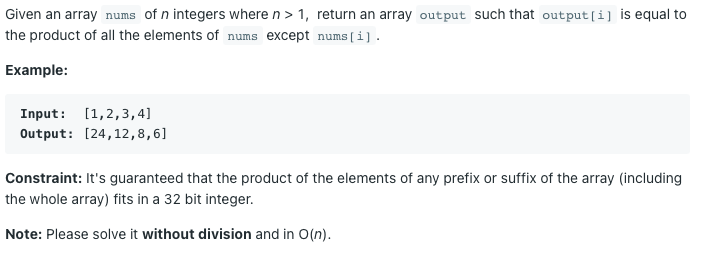 Given an array nums of n integers where n > 1,  return an array output such that output[i] is equal to
the product of all the elements of nums except nums[i].
Example:
Input:  [1,2,3,4]
Output: [24,12,8,6]
Constraint: It's guaranteed that the product of the elements of any prefix or suffix of the array (including
the whole array) fits in a 32 bit integer.
Note: Please solve it without division and in O(n).